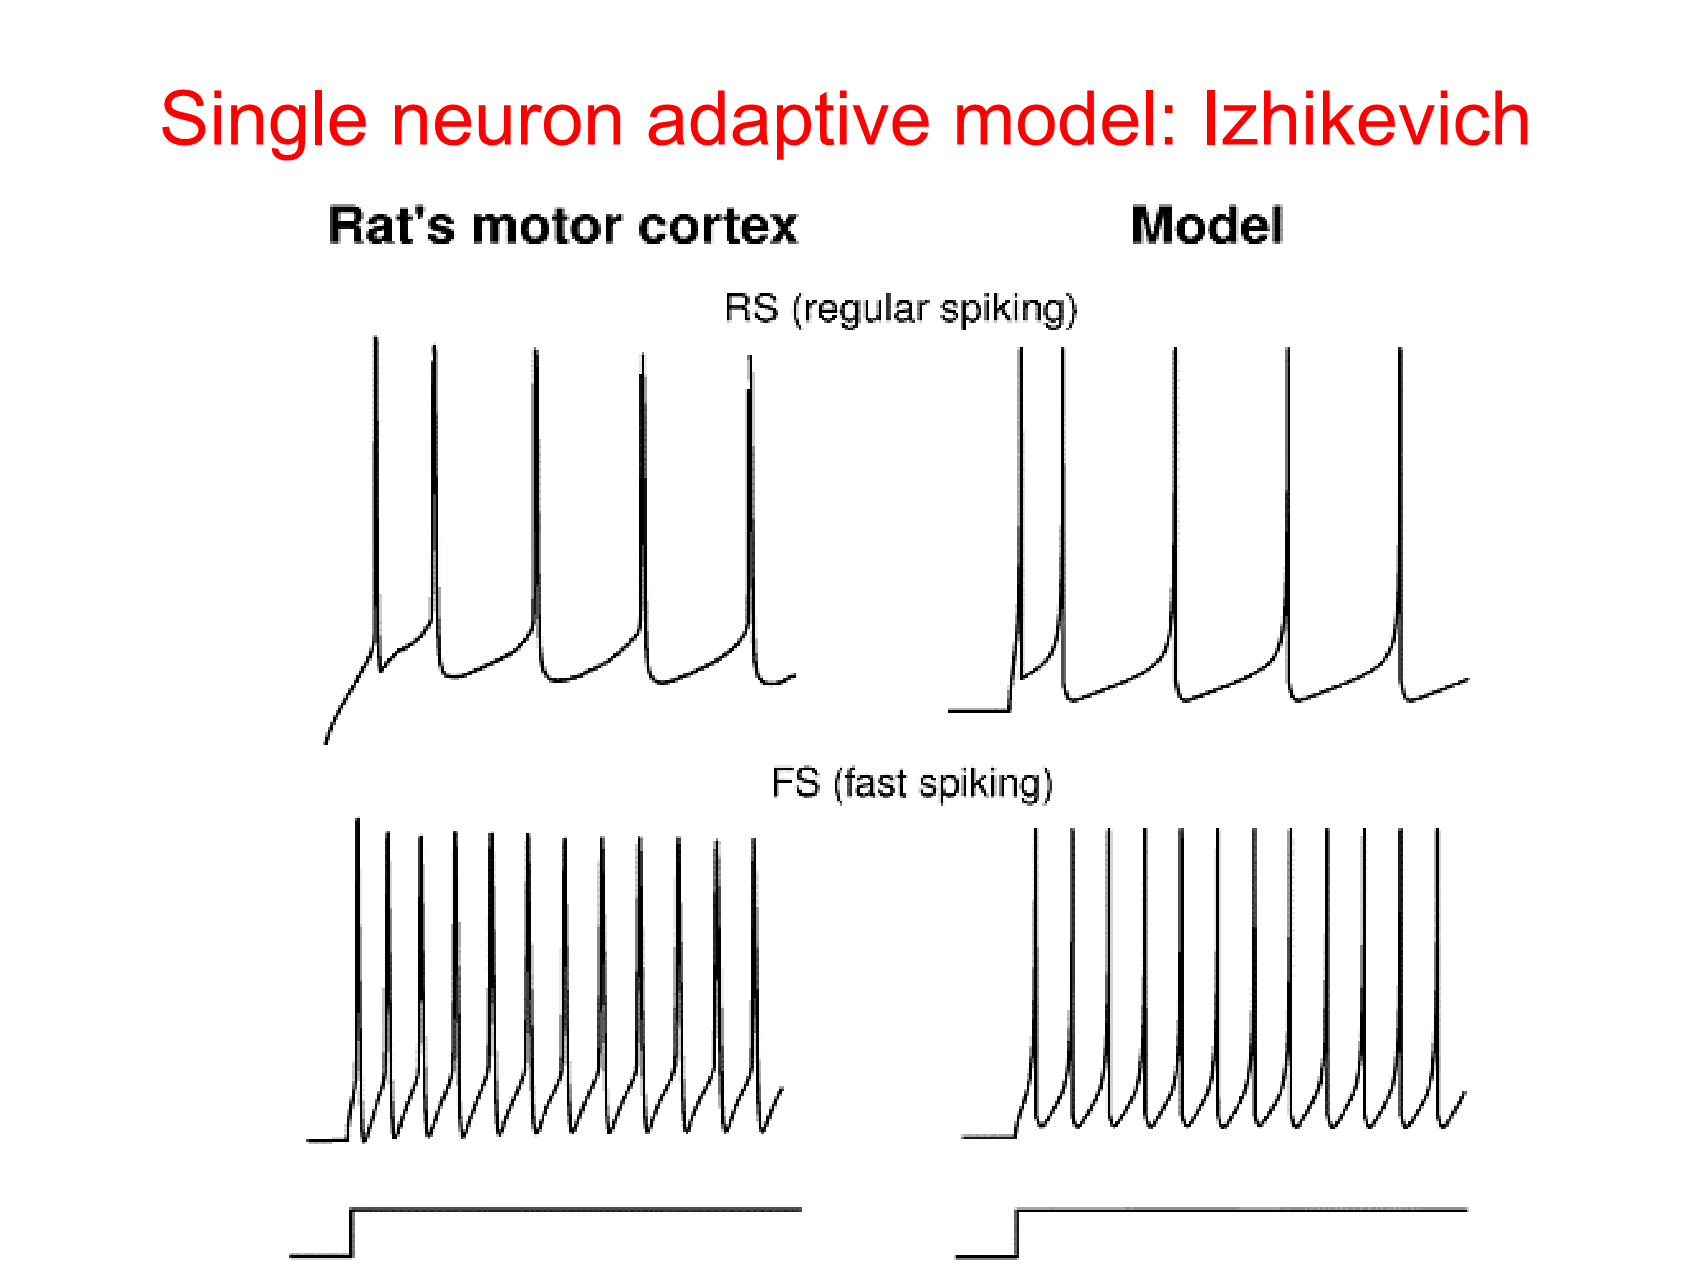 Single neuron adaptive model: Izhikevich
Rat's motor cortex
Model
RS (regular spiking)
FS (fast spiking)